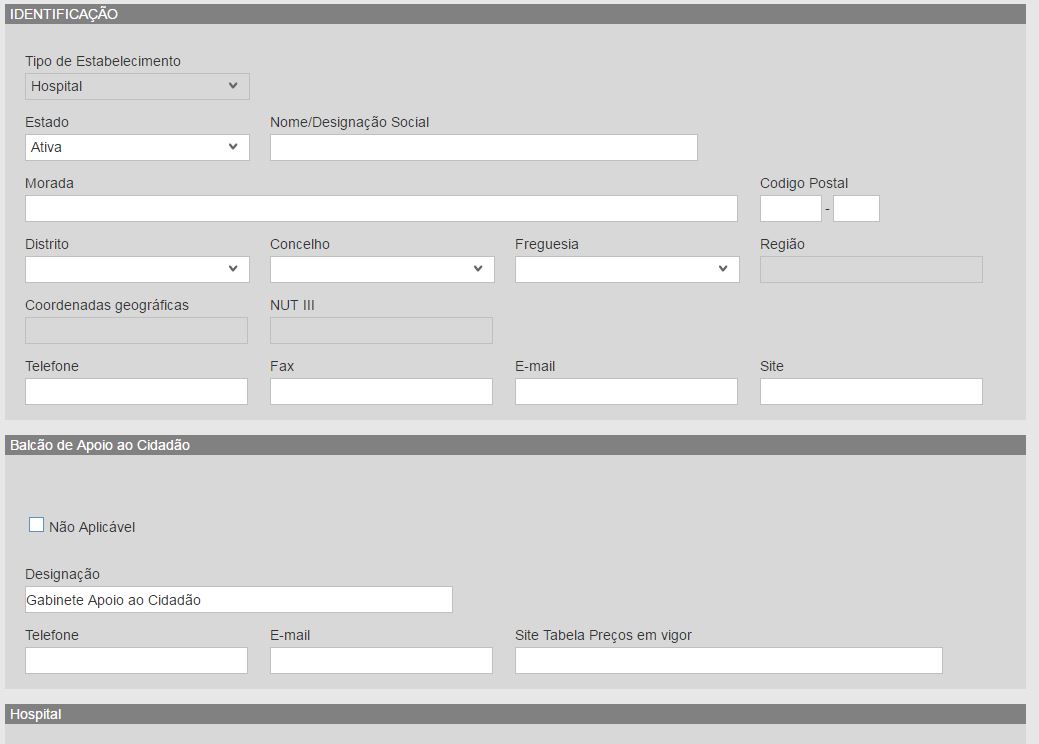 IDENTIFICAÇÃO
Tipo de Estabelecimento
Hospital
Estado Nome/Designação Social
Ativa
Morada Codigo Postal
-
Distrito Concelho Freguesia Região
Coordenadas geográficas NUT III
Telefone Fax E-mail Site
Balcão de Apoio ao Cidadão
Não Aplicável
Designação
Gabinete Apoio ao Cidadão
Telefone E-mail Site Tabela Preços em vigor
Hospital